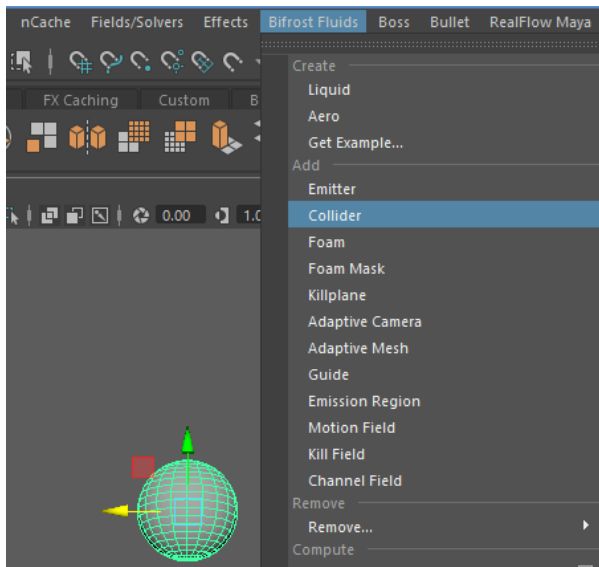 nCache Fields/Solvers Effects Bifrost Fluids Boss Bullet RealFlow Maya
Create
Liquid
FX Caching Custom B
Aero
Get Example...
Add
Emitter
0.00 1.0
Collider
Foam
Foam Mask
Killplane
Adaptive Camera
Adaptive Mesh
Guide
Emission Region
Motion Field
Kill Field
Channel Field
Remove
Remove...
Compute